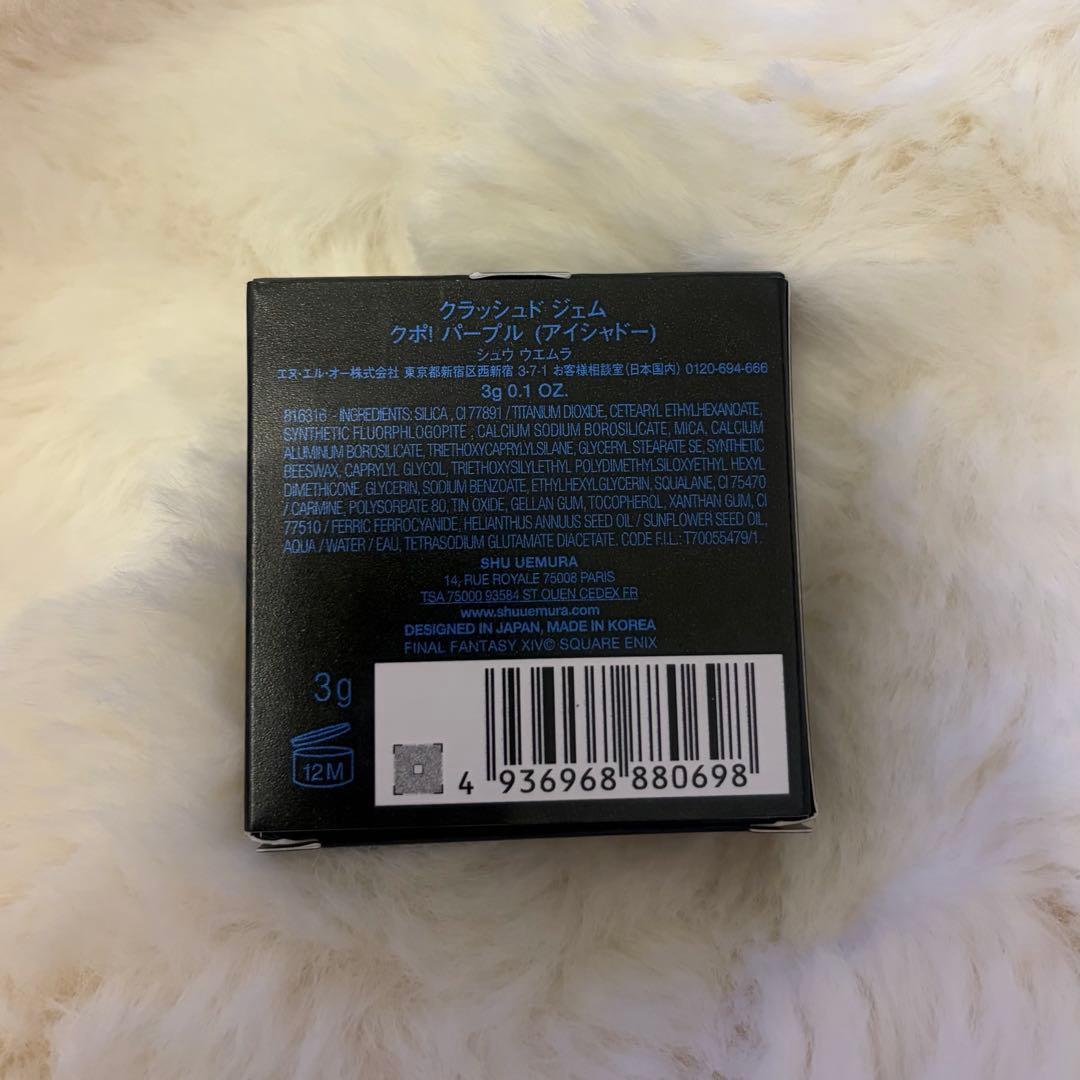 クラッシュド ジェム
クポ! パープル (アイシャドー)
シュウ ウエムラ
エヌ・エル・オー株式会社 東京都新宿区西新宿 3-7-1 お客様相談室(日本国内) 0120-694-666
3g 0.1 OZ.
816316 - INGREDIENTS: SILICA , CI 77891 / TITANIUM DIOXIDE, CETEARYL ETHYLHEXANOATE,
SYNTHETIC FLUORPHLOGOPITE , CALCIUM SODIUM BOROSILICATE, MICA, CALCIUM
ALUMINUM BOROSILICATE, TRIETHOXYCAPRYLYLSILANE, GLYCERYL STEARATE SE, SYNTHETIC
BEESWAX, CAPRYLYL GLYCOL, TRIETHOXYSILYLETHYL POLYDIMETHYLSILOXYETHYL HEXYL
DIMETHICONE, GLYCERIN, SODIUM BENZOATE, ETHYLHEXYLGLYCERIN, SQUALANE, CI 75470
/ CARMINE, POLYSORBATE 80, TIN OXIDE, GELLAN GUM, TOCOPHEROL, XANTHAN GUM, CI
77510 / FERRIC FERROCYANIDE, HELIANTHUS ANNUUS SEED OIL / SUNFLOWER SEED OIL,
AQUA / WATER / EAU, TETRASODIUM GLUTAMATE DIACETATE. CODE F.I.L.: T70055479/1.
SHU UEMURA
14, RUE ROYALE 75008 PARIS
TSA 75000 93584 ST OUEN CEDEX FR
www.shuuemura.com
DESIGNED IN JAPAN, MADE IN KOREA
FINAL FANTASY XIV© SQUARE ENIX
3g
12M
4 936968 880698